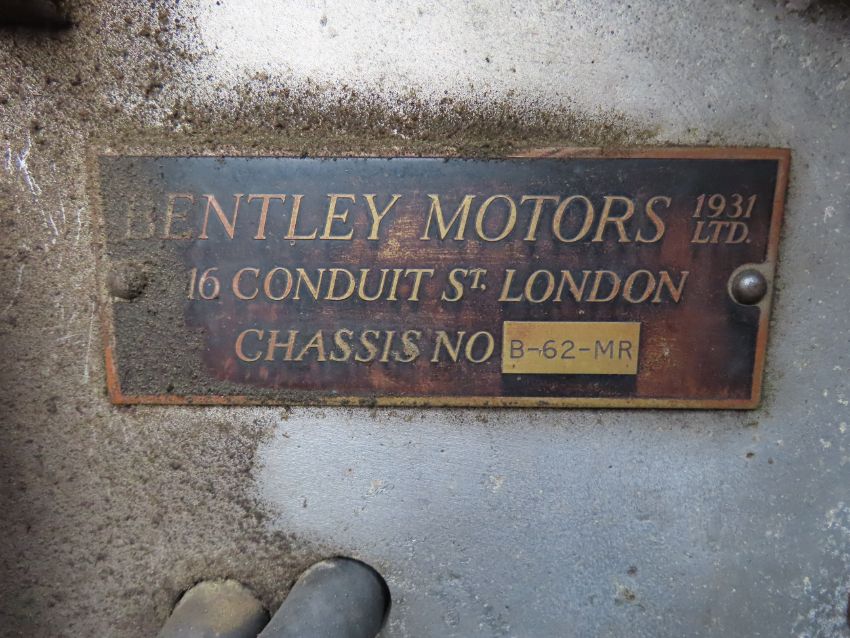 BENTLEY MOTORS 1931 LTD.
16 CONDUIT ST. LONDON
CHASSIS NO B-62-MR